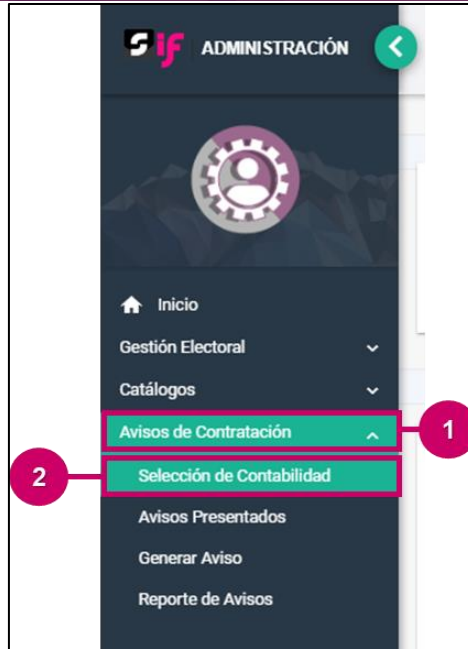 Sif ADMINISTRACIÓN
Inicio
Gestión Electoral
Catálogos
Avisos de Contratación
1
2
Selección de Contabilidad
Avisos Presentados
Generar Aviso
Reporte de Avisos